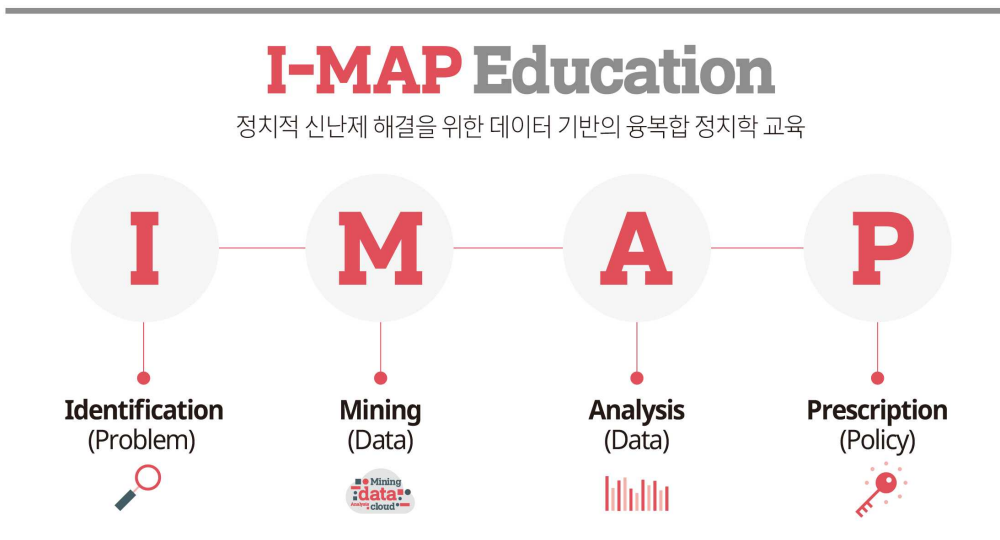 I-MAP Education
정치적 신난제 해결을 위한 데이터 기반의 융복합 정치학 교육
I M A P
Identification Mining Analysis Prescription
(Problem) (Data) (Data) (Policy)
Mining
data
Analysis cloud